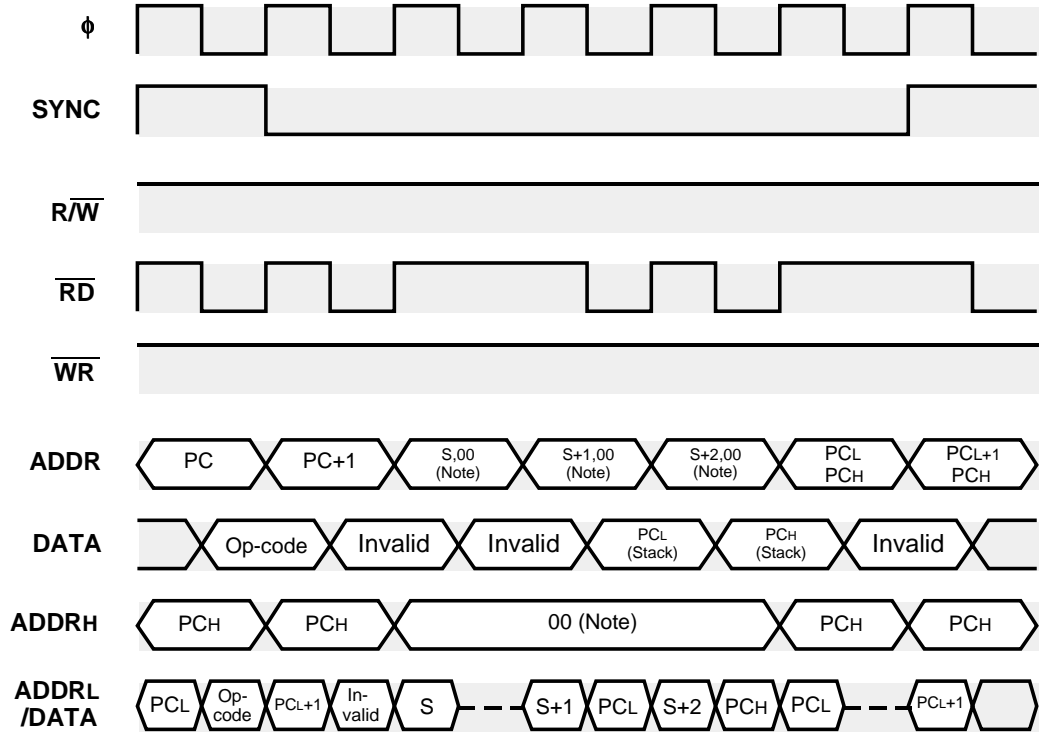 ϕ
SYNC
R/W̅
R̅D̅
W̅R̅
ADDR
PC
PC+1
S,00
(Note)
S+1,00
(Note)
S+2,00
(Note)
PCL
PCH
PCL+1
PCH
DATA
Op-code
Invalid
Invalid
PCL
(Stack)
PCH
(Stack)
Invalid
ADDRH
PCH
PCH
00 (Note)
PCH
PCH
ADDRL
/DATA
PCL
Op-
code
PCL+1
In-
valid
S
S+1
PCL
S+2
PCH
PCL
PCL+1